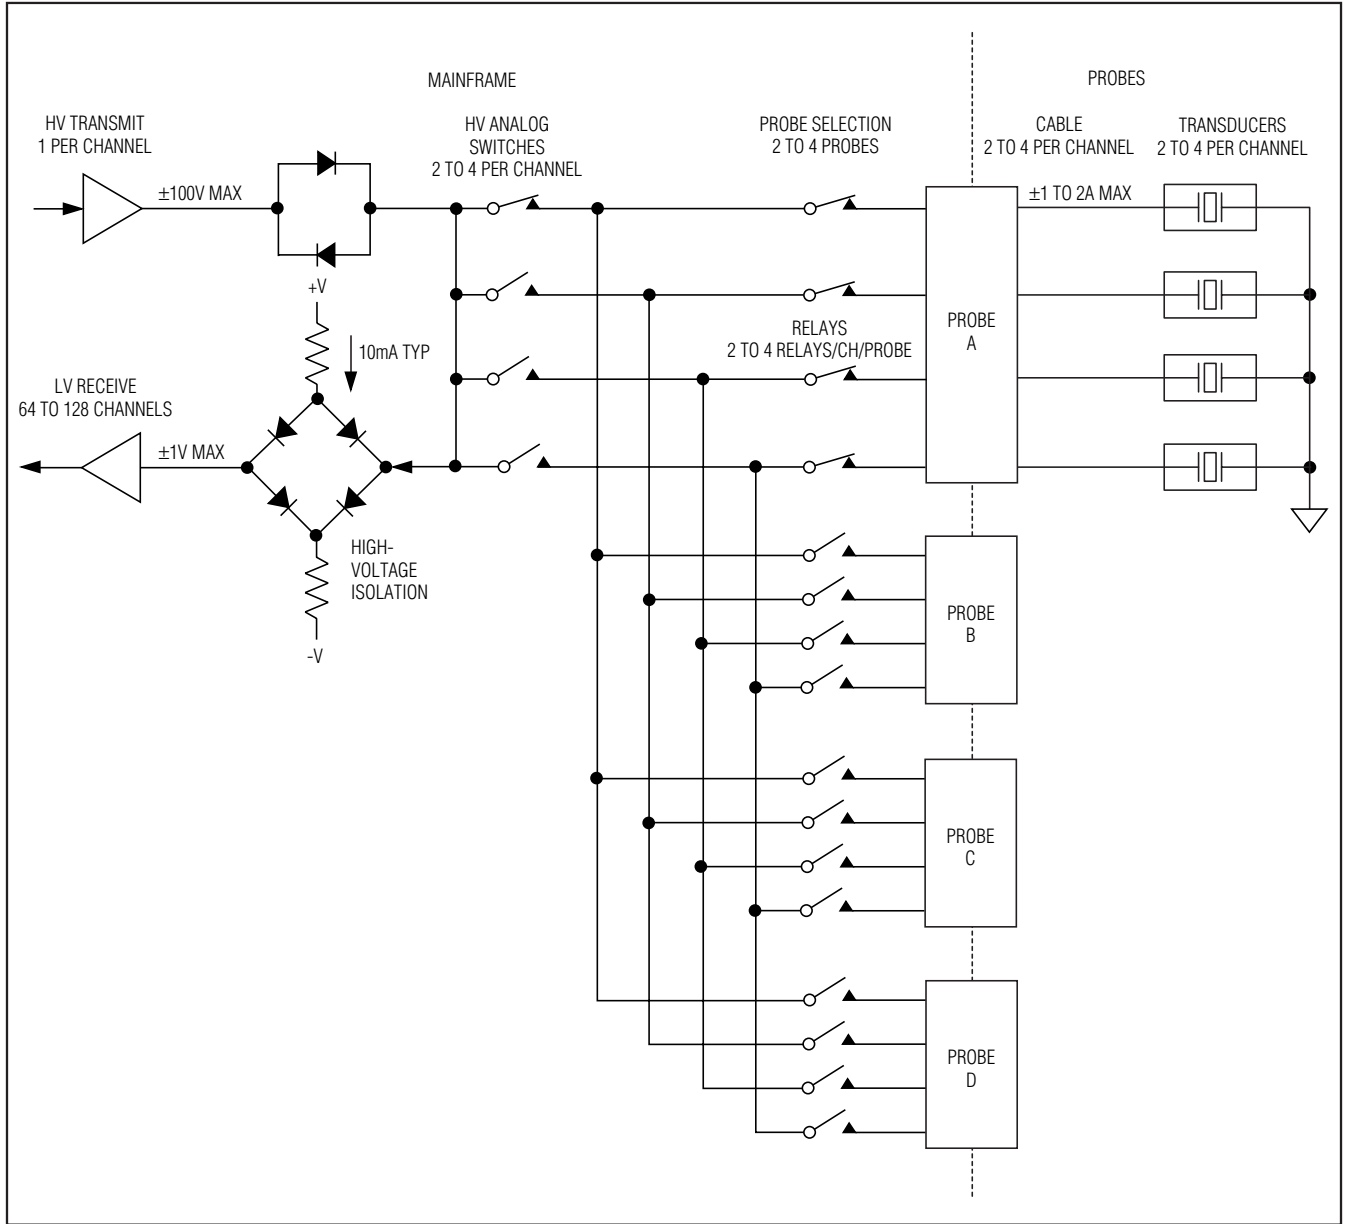 MAINFRAME
PROBES
HV TRANSMIT
1 PER CHANNEL
HV ANALOG
SWITCHES
2 TO 4 PER CHANNEL
PROBE SELECTION
2 TO 4 PROBES
CABLE
2 TO 4 PER CHANNEL
TRANSDUCERS
2 TO 4 PER CHANNEL
±100V MAX
±1 TO 2A MAX
+V
10mA TYP
RELAYS
2 TO 4 RELAYS/CH/PROBE
PROBE
A
LV RECEIVE
64 TO 128 CHANNELS
±1V MAX
HIGH-
VOLTAGE
ISOLATION
-V
PROBE
B
PROBE
C
PROBE
D